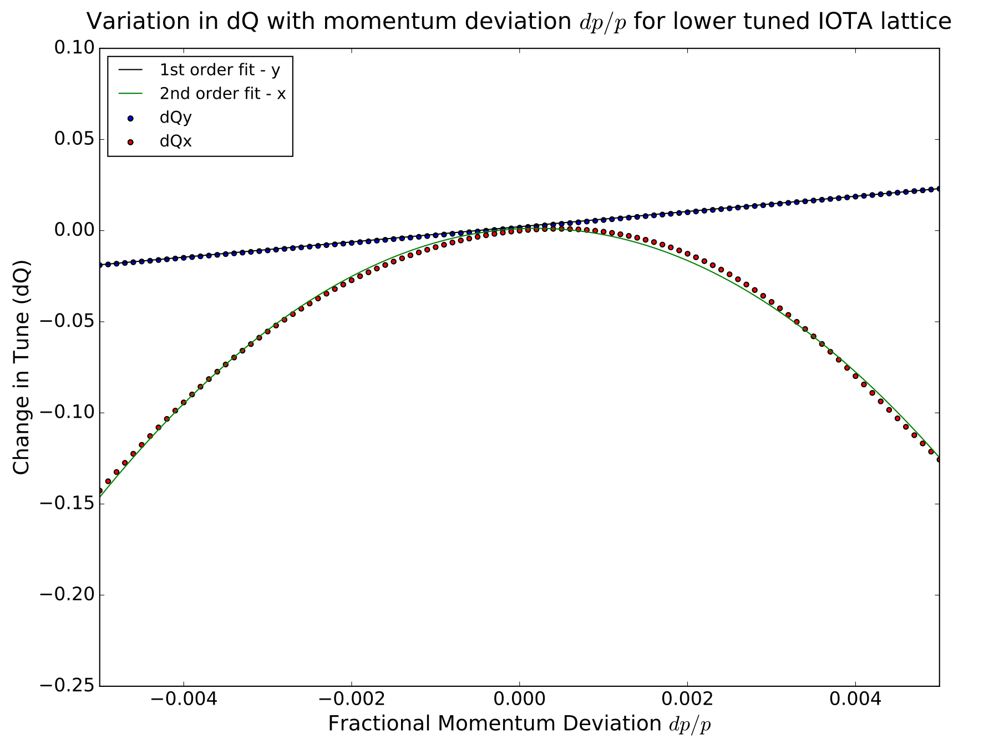 Variation in dQ with momentum deviation dp/p for lower tuned IOTA lattice
1st order fit - y
2nd order fit - x
dQy
dQx
Change in Tune (dQ)
0.10
0.05
0.00
−0.05
−0.10
−0.15
−0.20
−0.25
−0.004 −0.002 0.000 0.002 0.004
Fractional Momentum Deviation dp/p